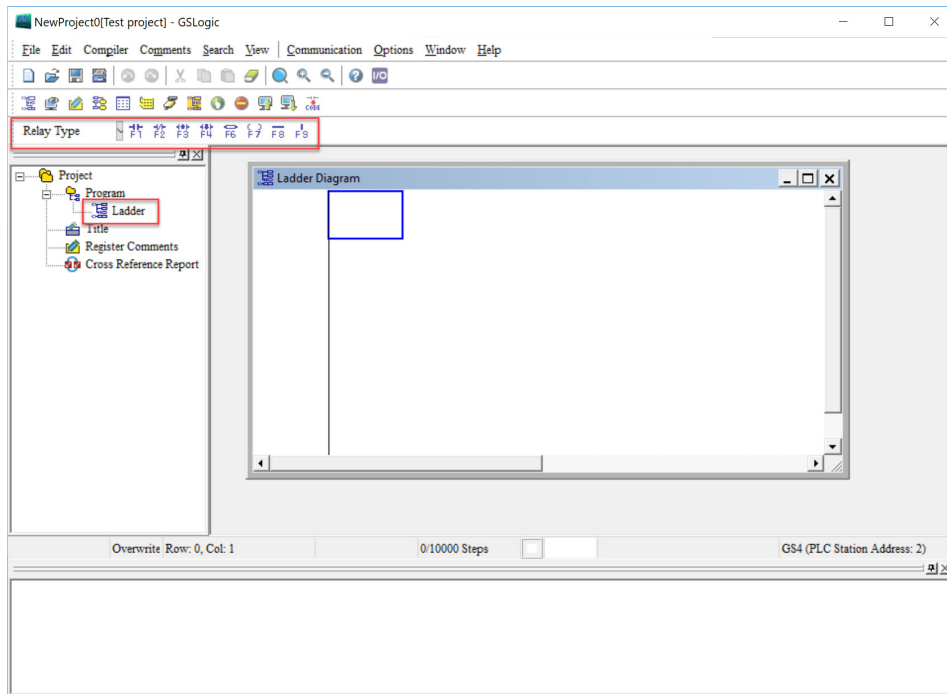 NewProject0[Test project] - GSLogic
File Edit Compiler Comments Search View Communication Options Window Help
I/O
CODE
Relay Type F1 F2 F3 F4 F6 F7 F8 F9
Project
Program
Ladder
Title
Register Comments
Cross Reference Report
Ladder Diagram
Overwrite Row: 0, Col: 1 0/10000 Steps GS4 (PLC Station Address: 2)